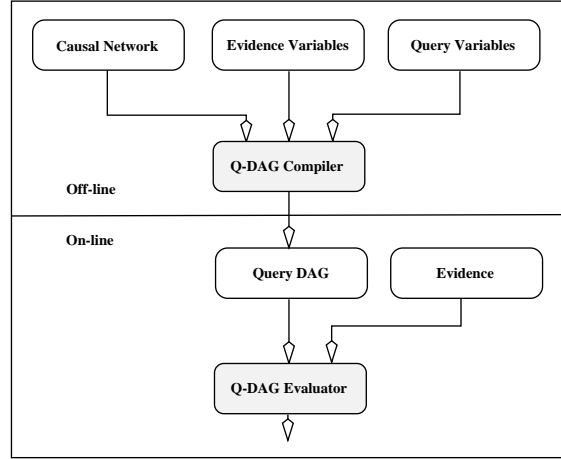 Causal Network
Evidence Variables
Query Variables
Q-DAG Compiler
Off-line
On-line
Query DAG
Evidence
Q-DAG Evaluator